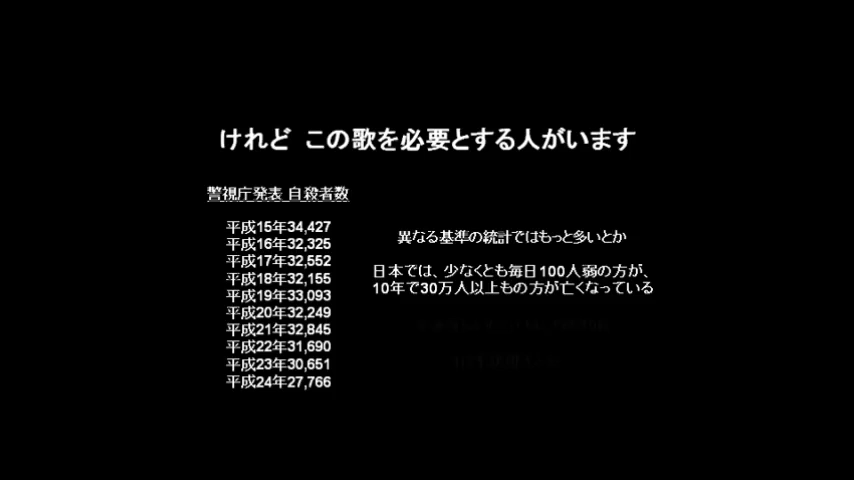 けれど この歌を必要とする人がいます
警視庁発表 自殺者数
平成15年34,427
平成16年32,325
平成17年32,552
平成18年32,155
平成19年33,093
平成20年32,249
平成21年32,845
平成22年31,690
平成23年30,651
平成24年27,766
異なる基準の統計ではもっと多いとか
日本では、少なくとも毎日100人弱の方が、
10年で30万人以上もの方が亡くなっている